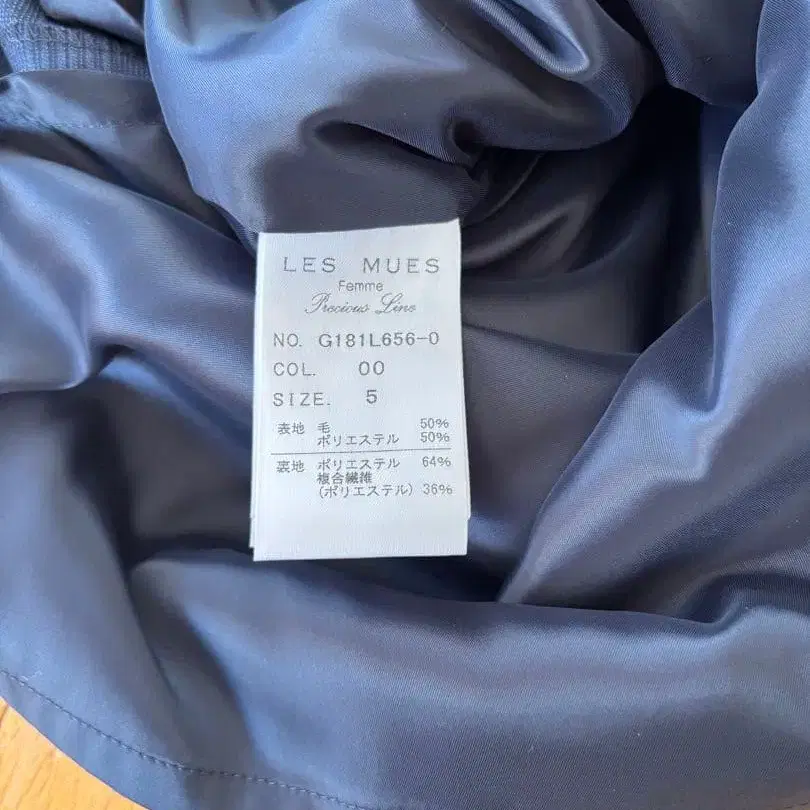 LES MUES
Femme
Precious Line
NO. G181L656-0
COL. 00
SIZE. 5
表地 毛 50%
ポリエステル 50%
裏地 ポリエステル 64%
複合繊維
(ポリエステル) 36%